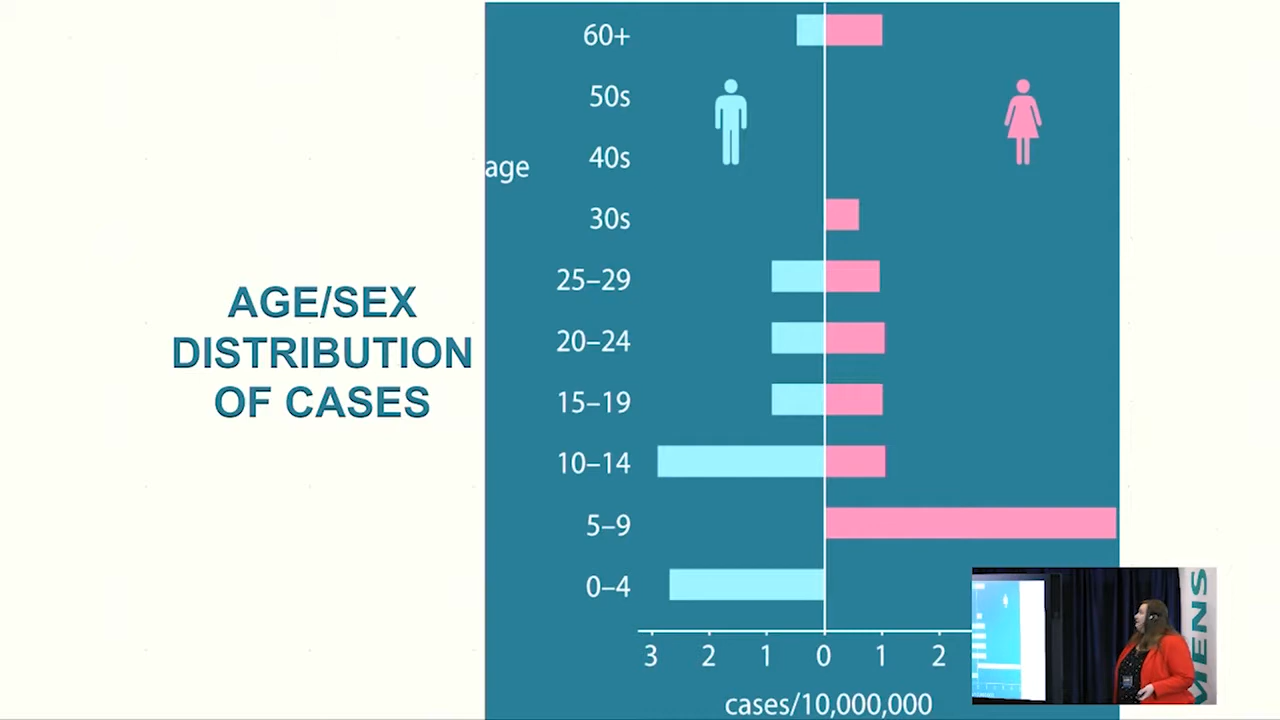 AGE/SEX
DISTRIBUTION
OF CASES
age
60+
50s
40s
30s
25–29
20–24
15–19
10–14
5–9
0–4
3 2 1 0 1 2
cases/10,000,000
MENS